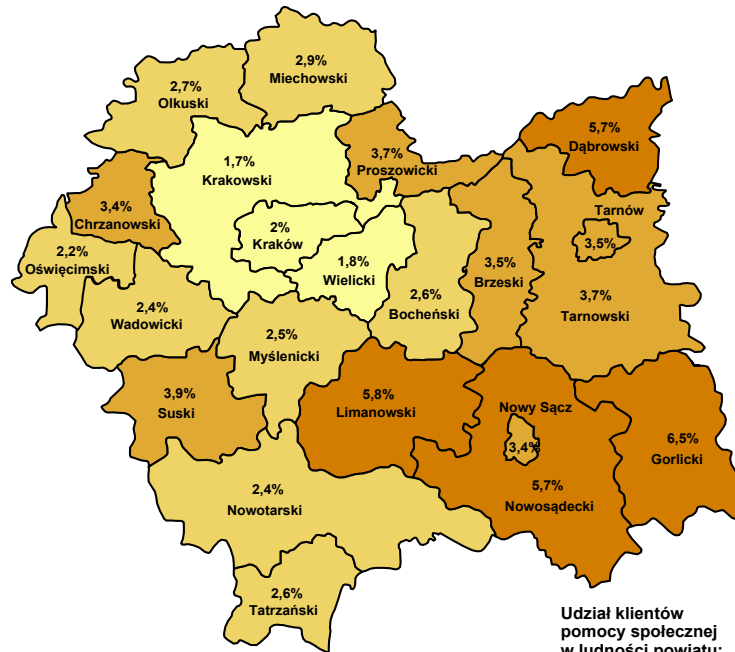 2,9%
Miechowski
2,7%
Olkuski
5,7%
Dąbrowski
1,7%
Krakowski
3,7%
Proszowicki
3,4%
Chrzanowski
Tarnów
3,5%
2%
Kraków
2,2%
Oświęcimski
1,8%
Wielicki
3,5%
Brzeski
2,6%
Bocheński
3,7%
Tarnowski
2,4%
Wadowicki
2,5%
Myślenicki
3,9%
Suski
5,8%
Limanowski
Nowy Sącz
3,4%
6,5%
Gorlicki
5,7%
Nowosądecki
2,4%
Nowotarski
2,6%
Tatrzański
Udział klientów
pomocy społecznej
w ludności powiatu: